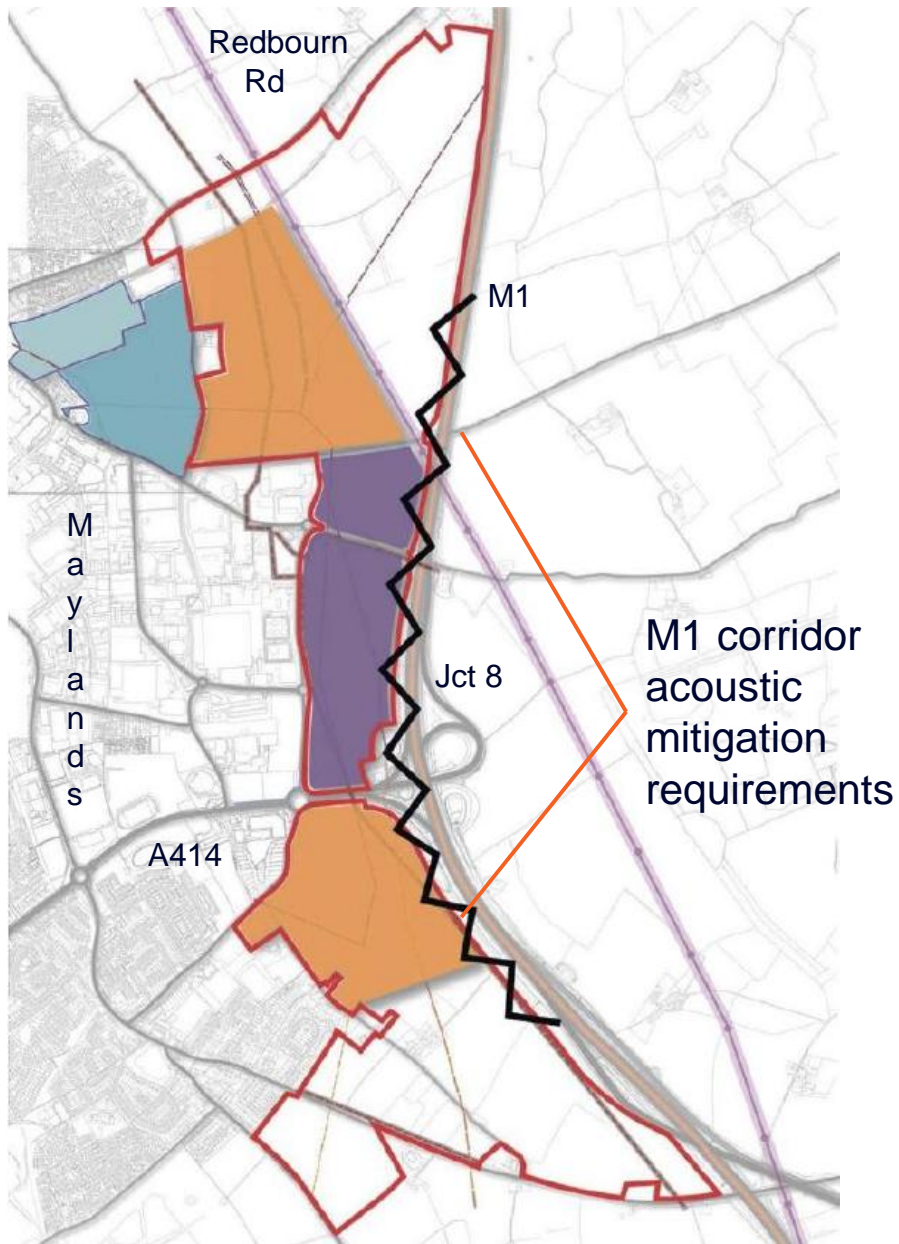 Redbourn
Rd
M1
M
a
y
l
a
n
d
s
Jct 8
M1 corridor
acoustic
mitigation
requirements
A414